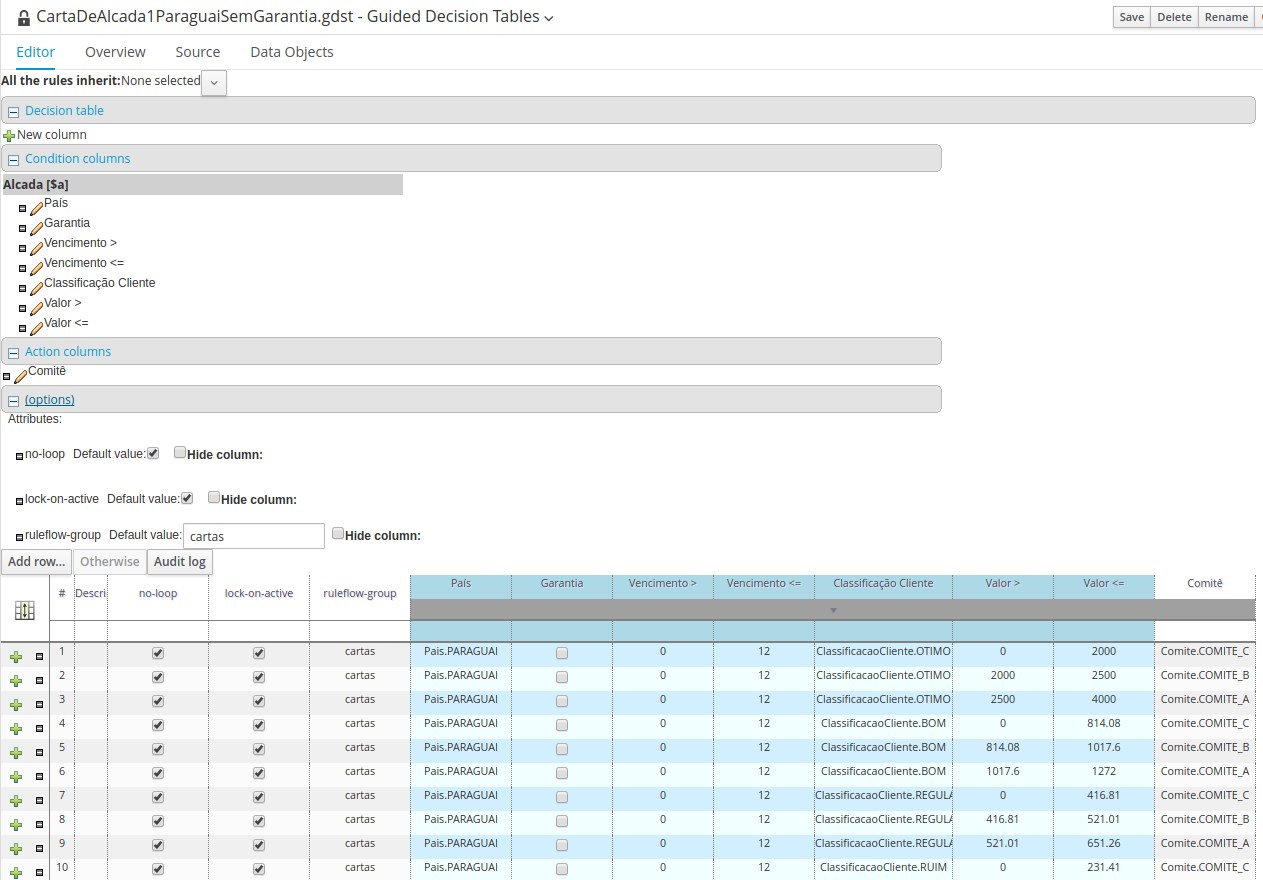 CartaDeAlcada1ParaguaiSemGarantia.gdst - Guided Decision Tables
Save Delete Rename
Editor Overview Source Data Objects
All the rules inherit:None selected
Decision table
New column
Condition columns
Alcada [$a]
País
Garantia
Vencimento >
Vencimento <=
Classificação Cliente
Valor >
Valor <=
Action columns
Comitê
(options)
Attributes:
no-loop Default value: Hide column:
lock-on-active Default value: Hide column:
ruleflow-group Default value: cartas Hide column:
Add row... Otherwise Audit log
# Descri no-loop lock-on-active ruleflow-group País Garantia Vencimento > Vencimento <= Classificação Cliente Valor > Valor <= Comitê
1 cartas Pais.PARAGUAI 0 12 ClassificacaoCliente.OTIMO 0 2000 Comite.COMITE_C
2 cartas Pais.PARAGUAI 0 12 ClassificacaoCliente.OTIMO 2000 2500 Comite.COMITE_B
3 cartas Pais.PARAGUAI 0 12 ClassificacaoCliente.OTIMO 2500 4000 Comite.COMITE_A
4 cartas Pais.PARAGUAI 0 12 ClassificacaoCliente.BOM 0 814.08 Comite.COMITE_C
5 cartas Pais.PARAGUAI 0 12 ClassificacaoCliente.BOM 814.08 1017.6 Comite.COMITE_B
6 cartas Pais.PARAGUAI 0 12 ClassificacaoCliente.BOM 1017.6 1272 Comite.COMITE_A
7 cartas Pais.PARAGUAI 0 12 ClassificacaoCliente.REGULA 0 416.81 Comite.COMITE_C
8 cartas Pais.PARAGUAI 0 12 ClassificacaoCliente.REGULA 416.81 521.01 Comite.COMITE_B
9 cartas Pais.PARAGUAI 0 12 ClassificacaoCliente.REGULA 521.01 651.26 Comite.COMITE_A
10 cartas Pais.PARAGUAI 0 12 ClassificacaoCliente.RUIM 0 231.41 Comite.COMITE_C